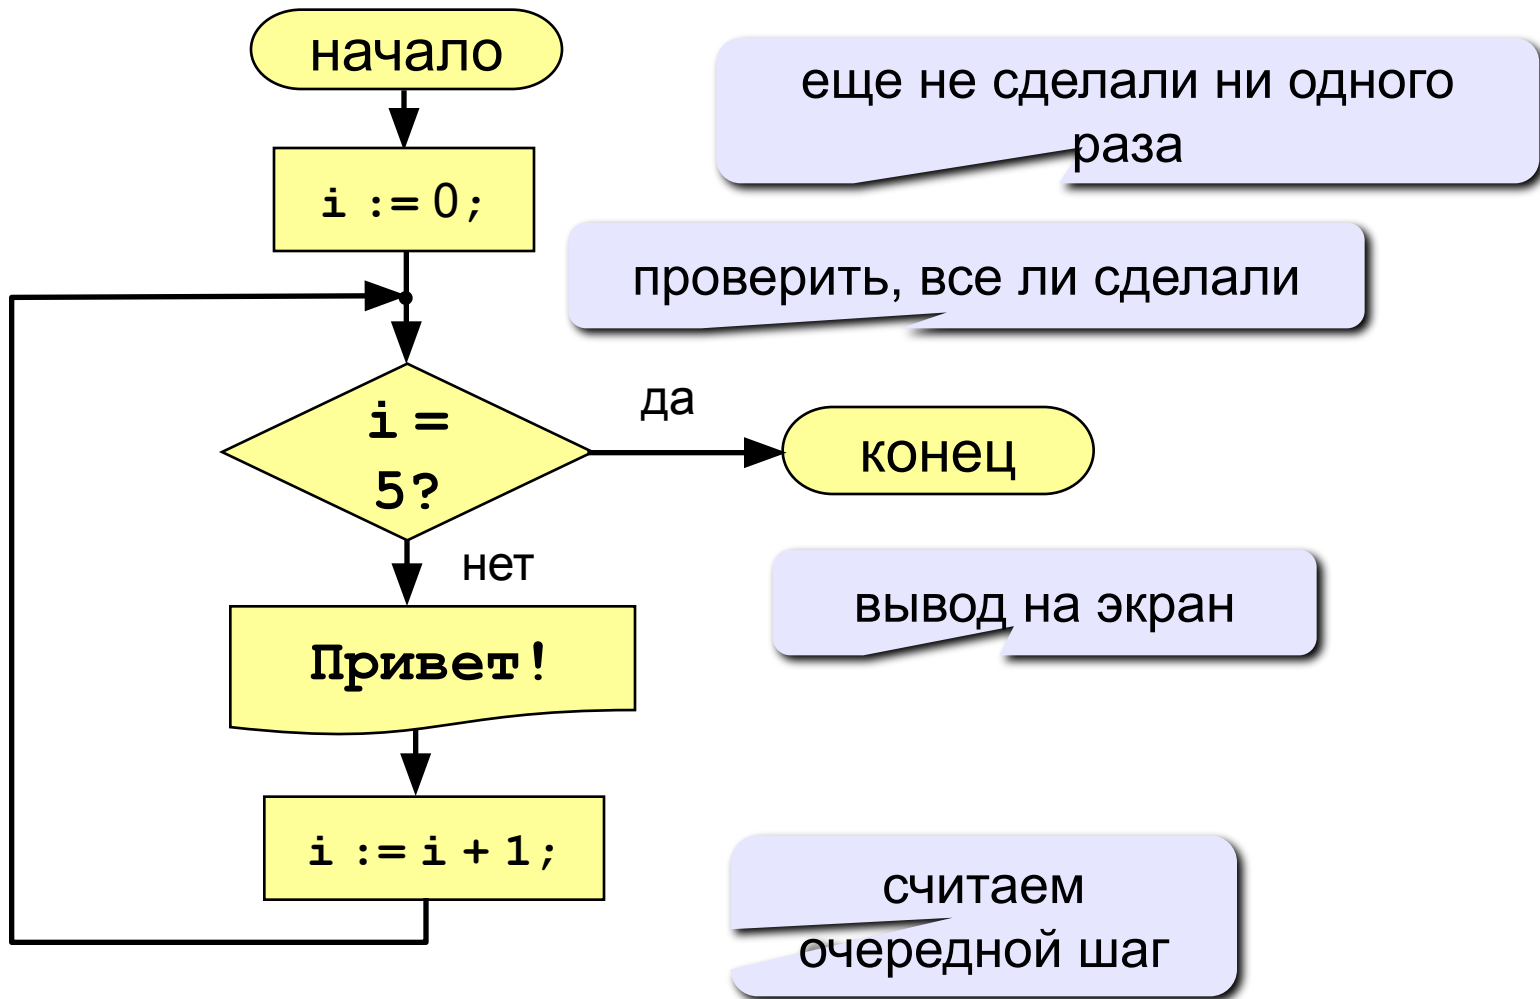 начало
еще не сделали ни одного
раза
i := 0;
проверить, все ли сделали
i =
5?
да
конец
нет
вывод на экран
Привет!
i := i + 1;
считаем
очередной шаг